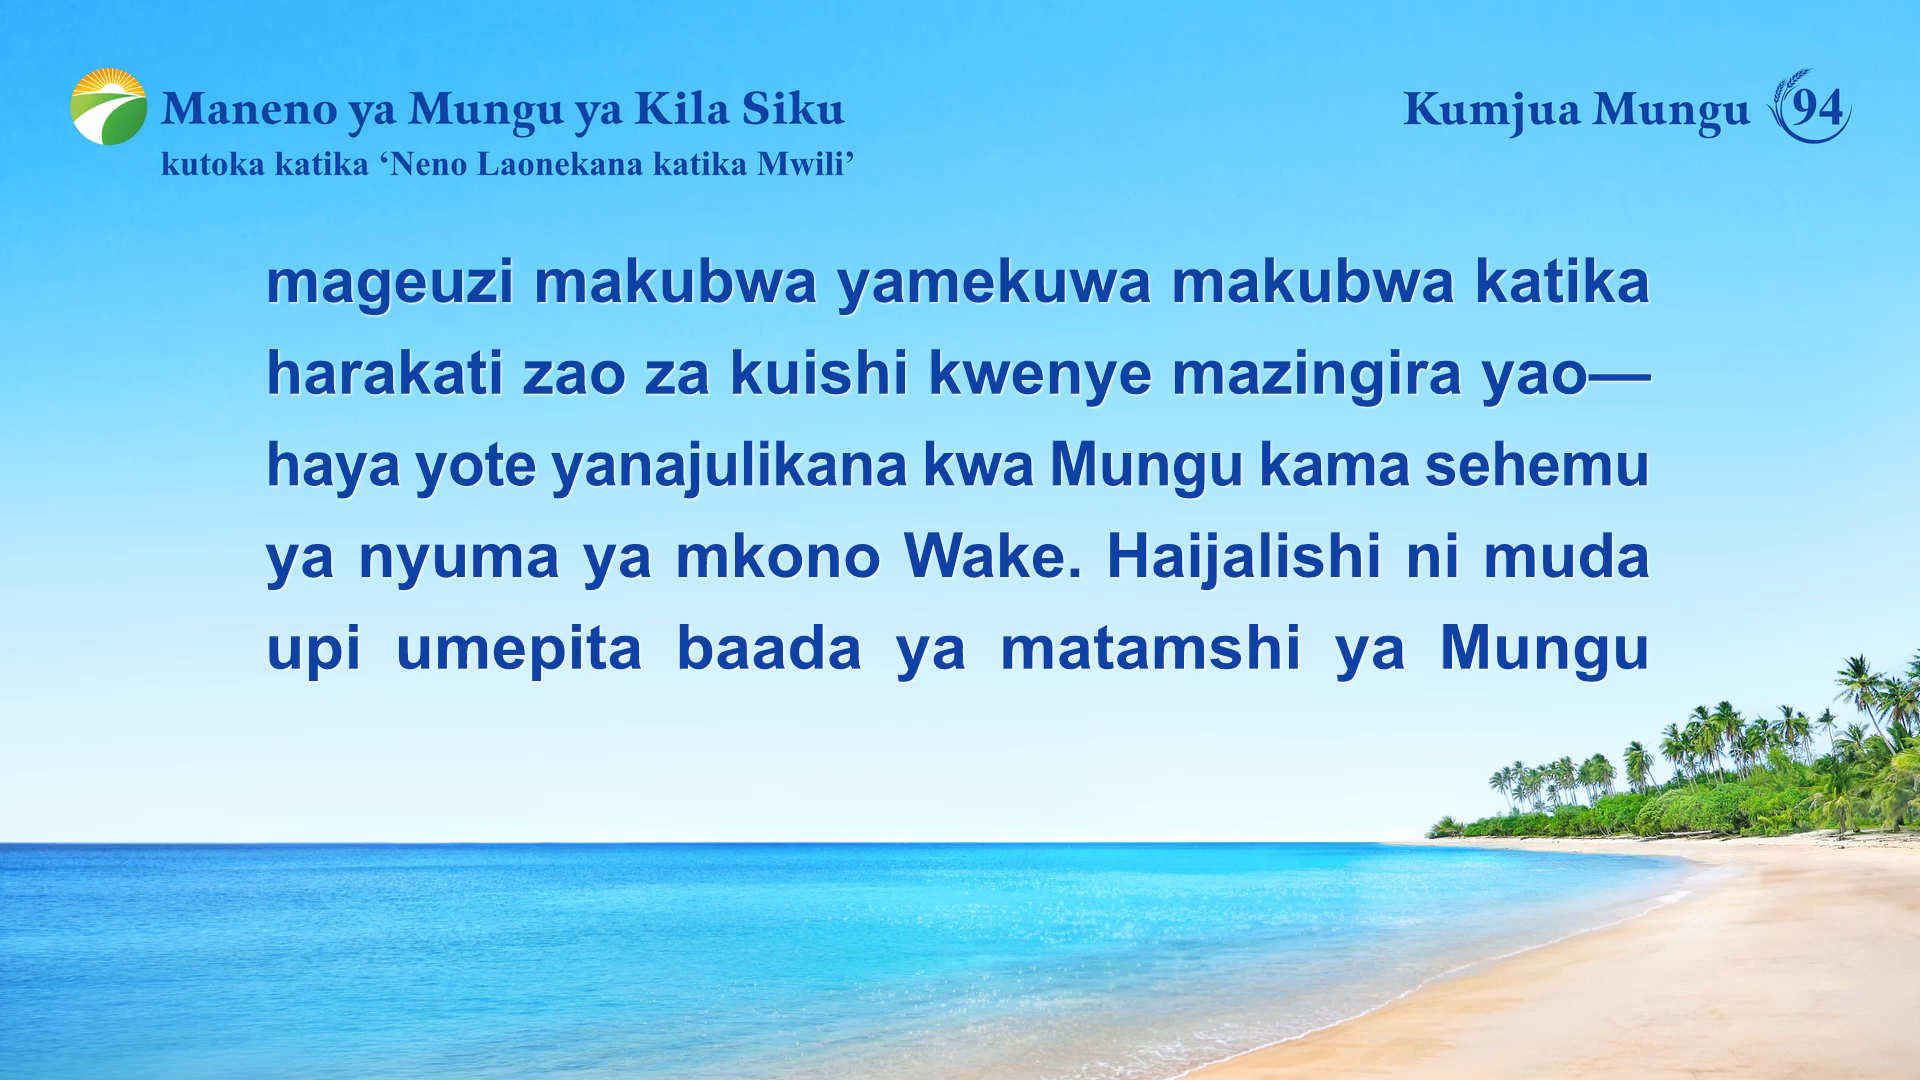 Maneno ya Mungu ya Kila Siku
kutoka katika ‘Neno Laonekana katika Mwili’
Kumjua Mungu 94
mageuzi makubwa yamekuwa makubwa katika
harakati zao za kuishi kwenye mazingira yao—
haya yote yanajulikana kwa Mungu kama sehemu
ya nyuma ya mkono Wake. Haijalishi ni muda
upi umepita baada ya matamshi ya Mungu